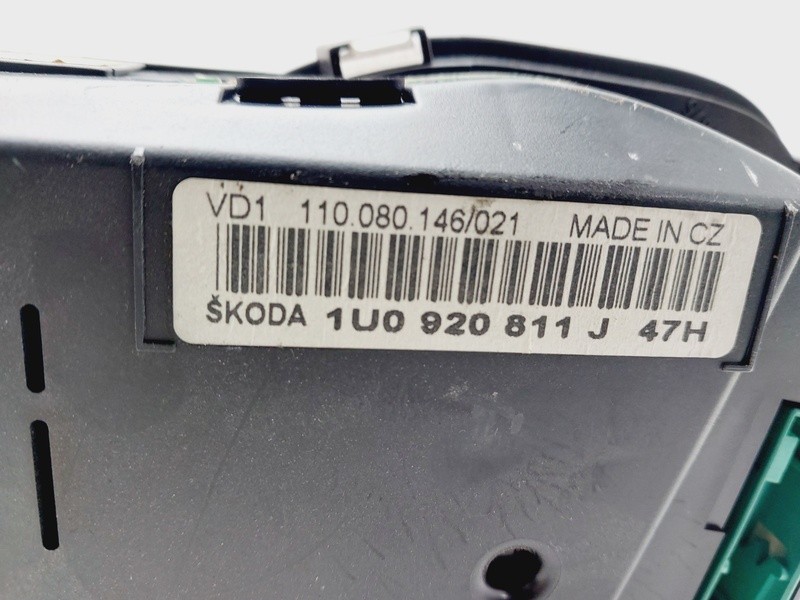 VD1 110.080.146/021 MADE IN CZ
ŠKODA 1U0 920 811 J 47H